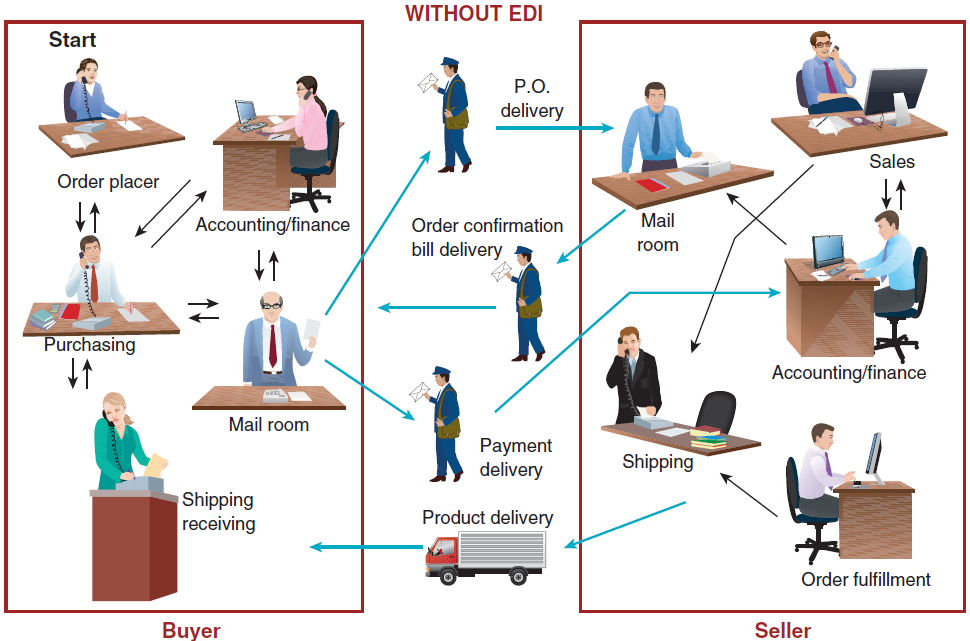 WITHOUT EDI
Start
Order placer
Accounting/finance
Purchasing
Mail room
Shipping
receiving
Buyer
P.O.
delivery
Order confirmation
bill delivery
Payment
delivery
Product delivery
Mail
room
Sales
Accounting/finance
Shipping
Order fulfillment
Seller